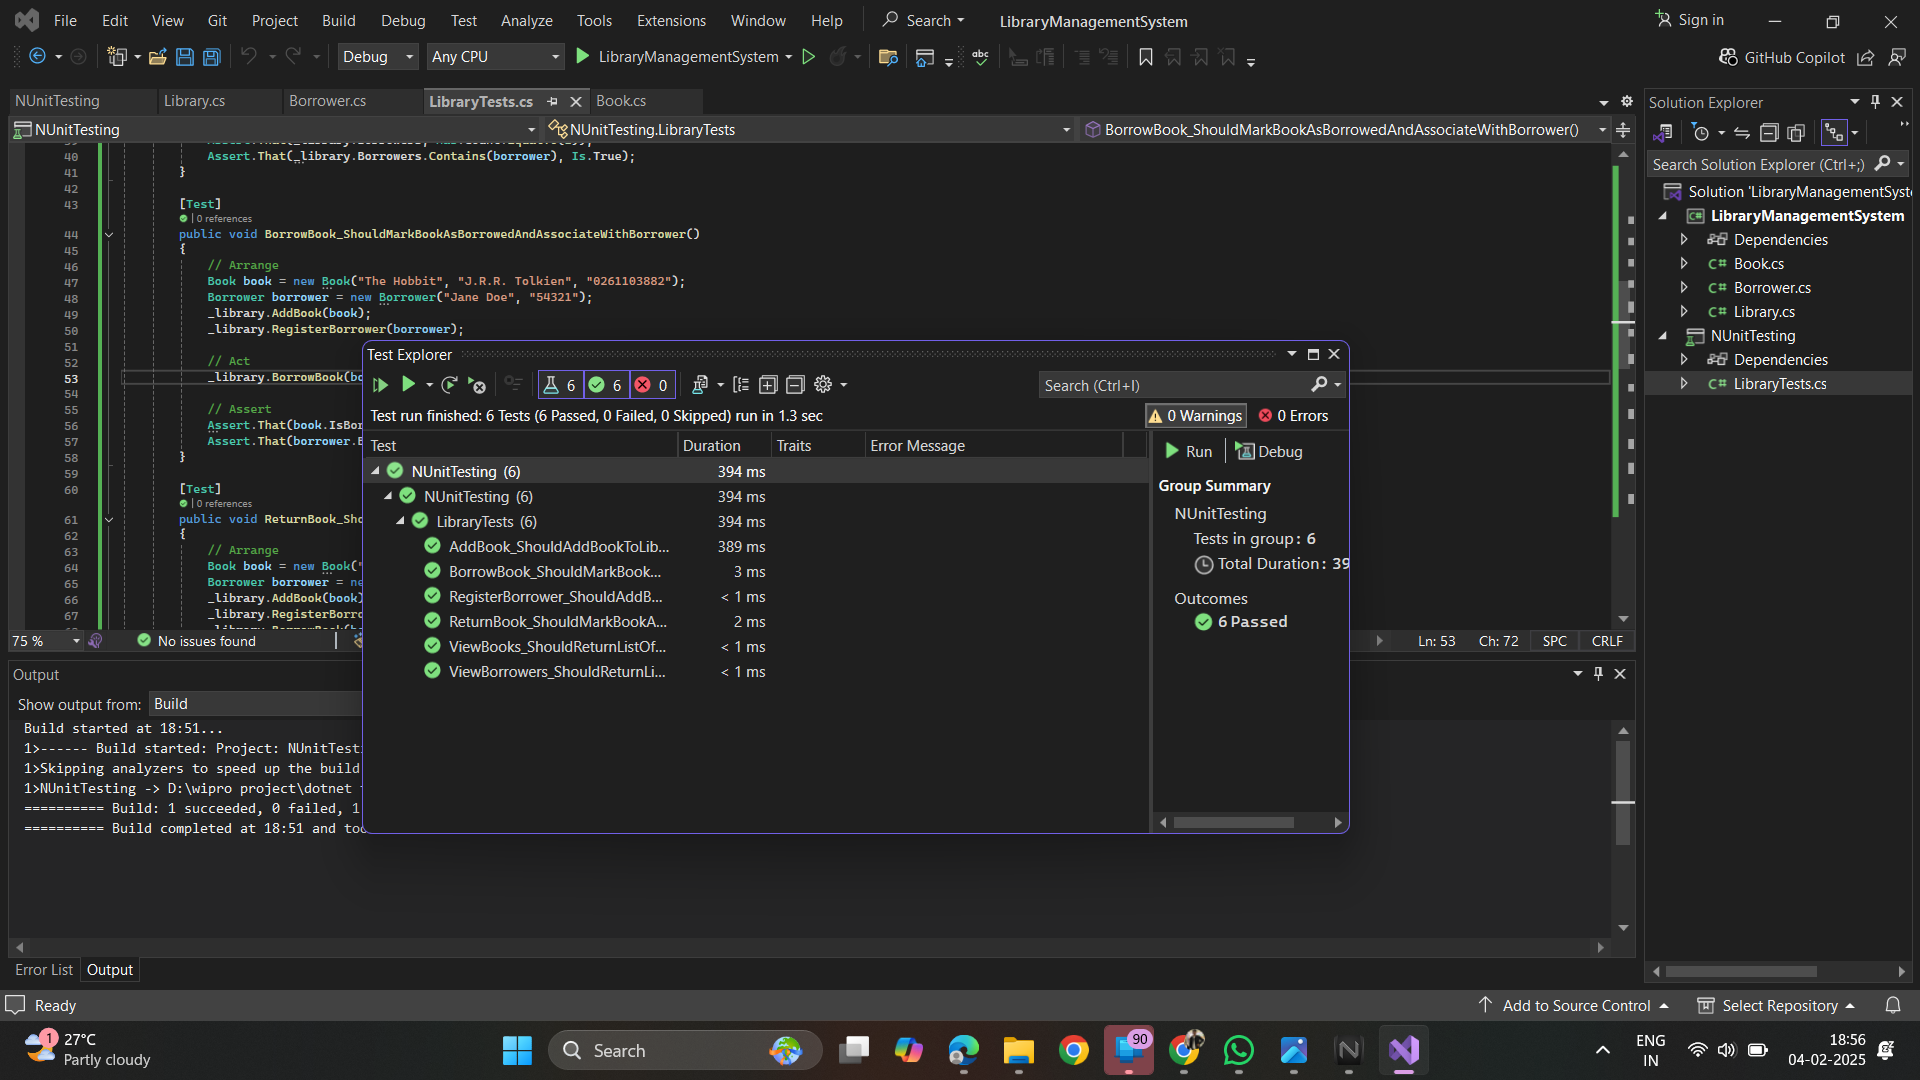 File Edit View Git Project Build Debug Test Analyze Tools Extensions Window Help Search LibraryManagementSystem Sign in
Debug Any CPU LibraryManagementSystem GitHub Copilot
NUnitTesting Library.cs Borrower.cs LibraryTests.cs Book.cs
NUnitTesting NUnitTesting.LibraryTests BorrowBook_ShouldMarkBookAsBorrowedAndAssociateWithBorrower()
40 Assert.That(_library.Borrowers.Contains(borrower), Is.True);
41 }
42
43 [Test]
0 references
44 public void BorrowBook_ShouldMarkBookAsBorrowedAndAssociateWithBorrower()
45 {
46 // Arrange
47 Book book = new Book("The Hobbit", "J.R.R. Tolkien", "0261103882");
48 Borrower borrower = new Borrower("Jane Doe", "54321");
49 _library.AddBook(book);
50 _library.RegisterBorrower(borrower);
51
52 // Act
53 _library.BorrowBook(bo
54
55 // Assert
56 Assert.That(book.IsBor
57 Assert.That(borrower.B
58 }
59
60 [Test]
0 references
61 public void ReturnBook_Sho
62 {
63 // Arrange
64 Book book = new Book("
65 Borrower borrower = ne
66 _library.AddBook(book)
67 _library.RegisterBorro
75 % No issues found Ln: 53 Ch: 72 SPC CRLF
Test Explorer
6 6 0 Search (Ctrl+I)
Test run finished: 6 Tests (6 Passed, 0 Failed, 0 Skipped) run in 1.3 sec 0 Warnings 0 Errors
Test Duration Traits Error Message
NUnitTesting (6) 394 ms
NUnitTesting (6) 394 ms
LibraryTests (6) 394 ms
AddBook_ShouldAddBookToLib... 389 ms
BorrowBook_ShouldMarkBook... 3 ms
RegisterBorrower_ShouldAddB... < 1 ms
ReturnBook_ShouldMarkBookA... 2 ms
ViewBooks_ShouldReturnListOf... < 1 ms
ViewBorrowers_ShouldReturnLi... < 1 ms
Run Debug
Group Summary
NUnitTesting
Tests in group: 6
Total Duration: 39
Outcomes
6 Passed
Output
Show output from: Build
Build started at 18:51...
1>------ Build started: Project: NUnitTest
1>Skipping analyzers to speed up the build
1>NUnitTesting -> D:\wipro project\dotnet
========== Build: 1 succeeded, 0 failed, 1
========== Build completed at 18:51 and too
Error List Output
Solution Explorer
Search Solution Explorer (Ctrl+;)
Solution 'LibraryManagementSyst
LibraryManagementSystem
Dependencies
Book.cs
Borrower.cs
Library.cs
NUnitTesting
Dependencies
LibraryTests.cs
Ready Add to Source Control Select Repository
1 27°C
Partly cloudy
Search
90
ENG
IN
18:56
04-02-2025